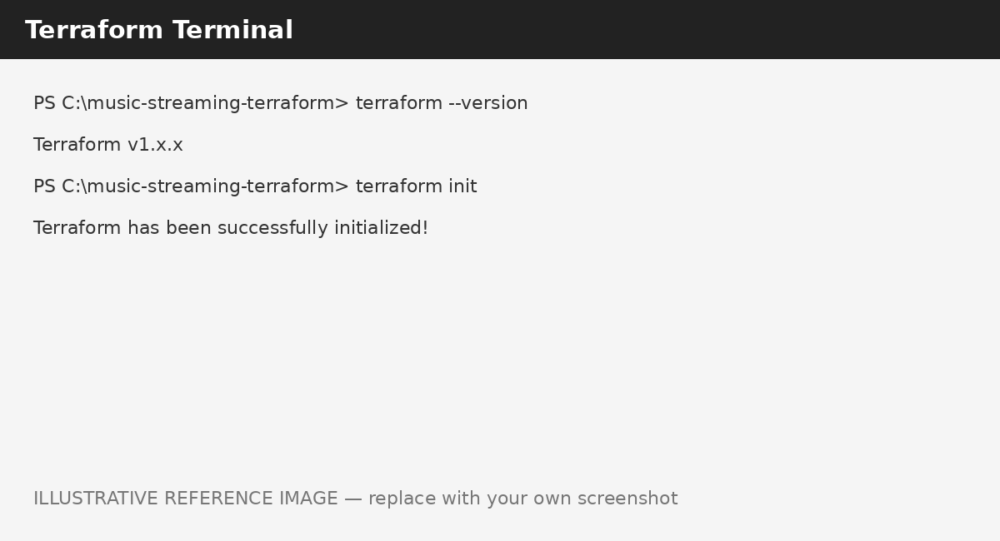 Terraform Terminal
PS C:\music-streaming-terraform> terraform --version
Terraform v1.x.x
PS C:\music-streaming-terraform> terraform init
Terraform has been successfully initialized!
ILLUSTRATIVE REFERENCE IMAGE — replace with your own screenshot